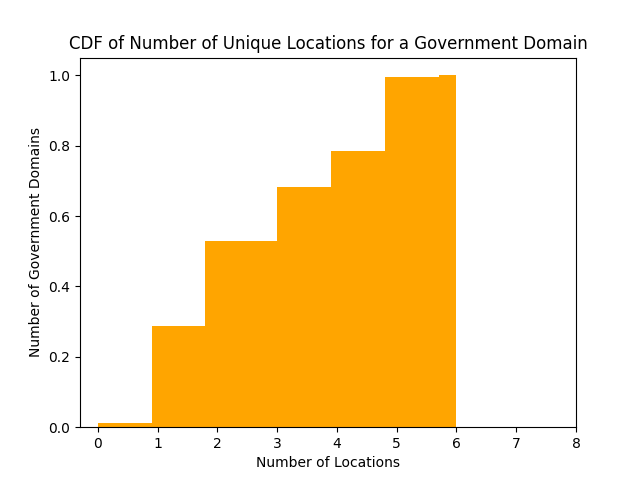 CDF of Number of Unique Locations for a Government Domain
1.0
0.8
0.6
0.4
0.2
0.0
Number of Government Domains
0 1 2 3 4 5 6 7 8
Number of Locations